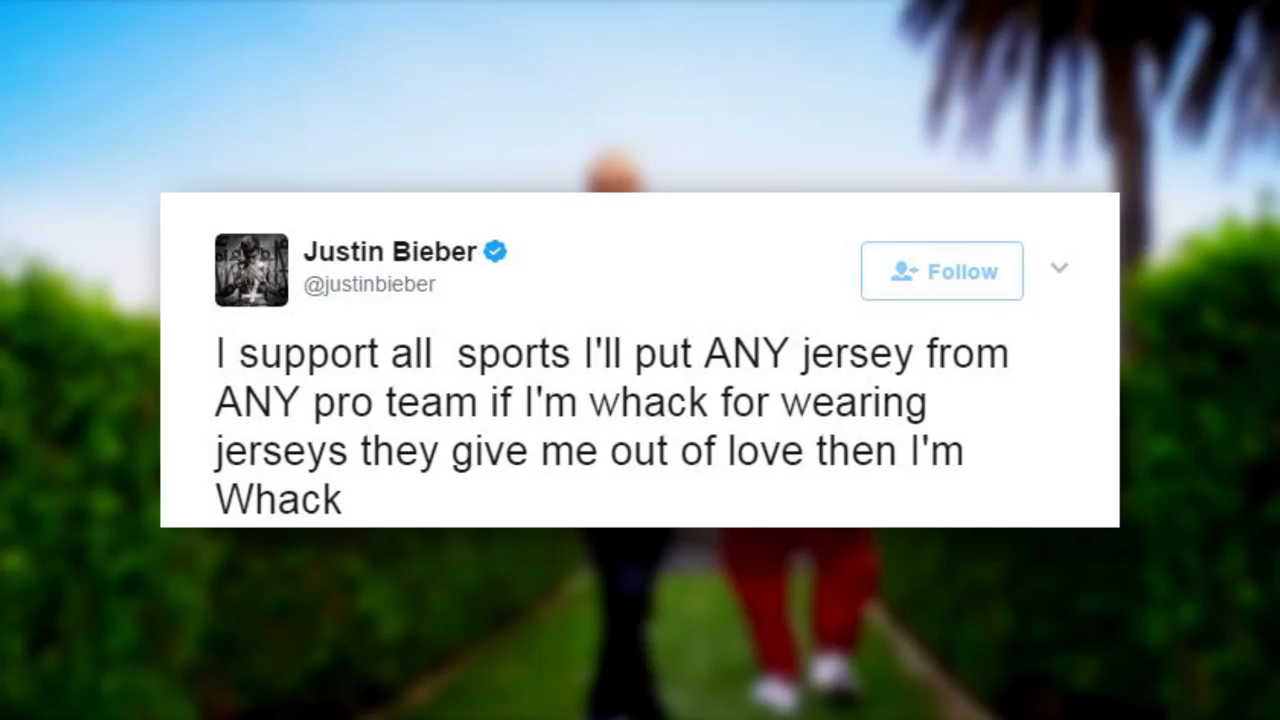 Justin Bieber
@justinbieber
Follow
I support all  sports I'll put ANY jersey from
ANY pro team if I'm whack for wearing
jerseys they give me out of love then I'm
Whack